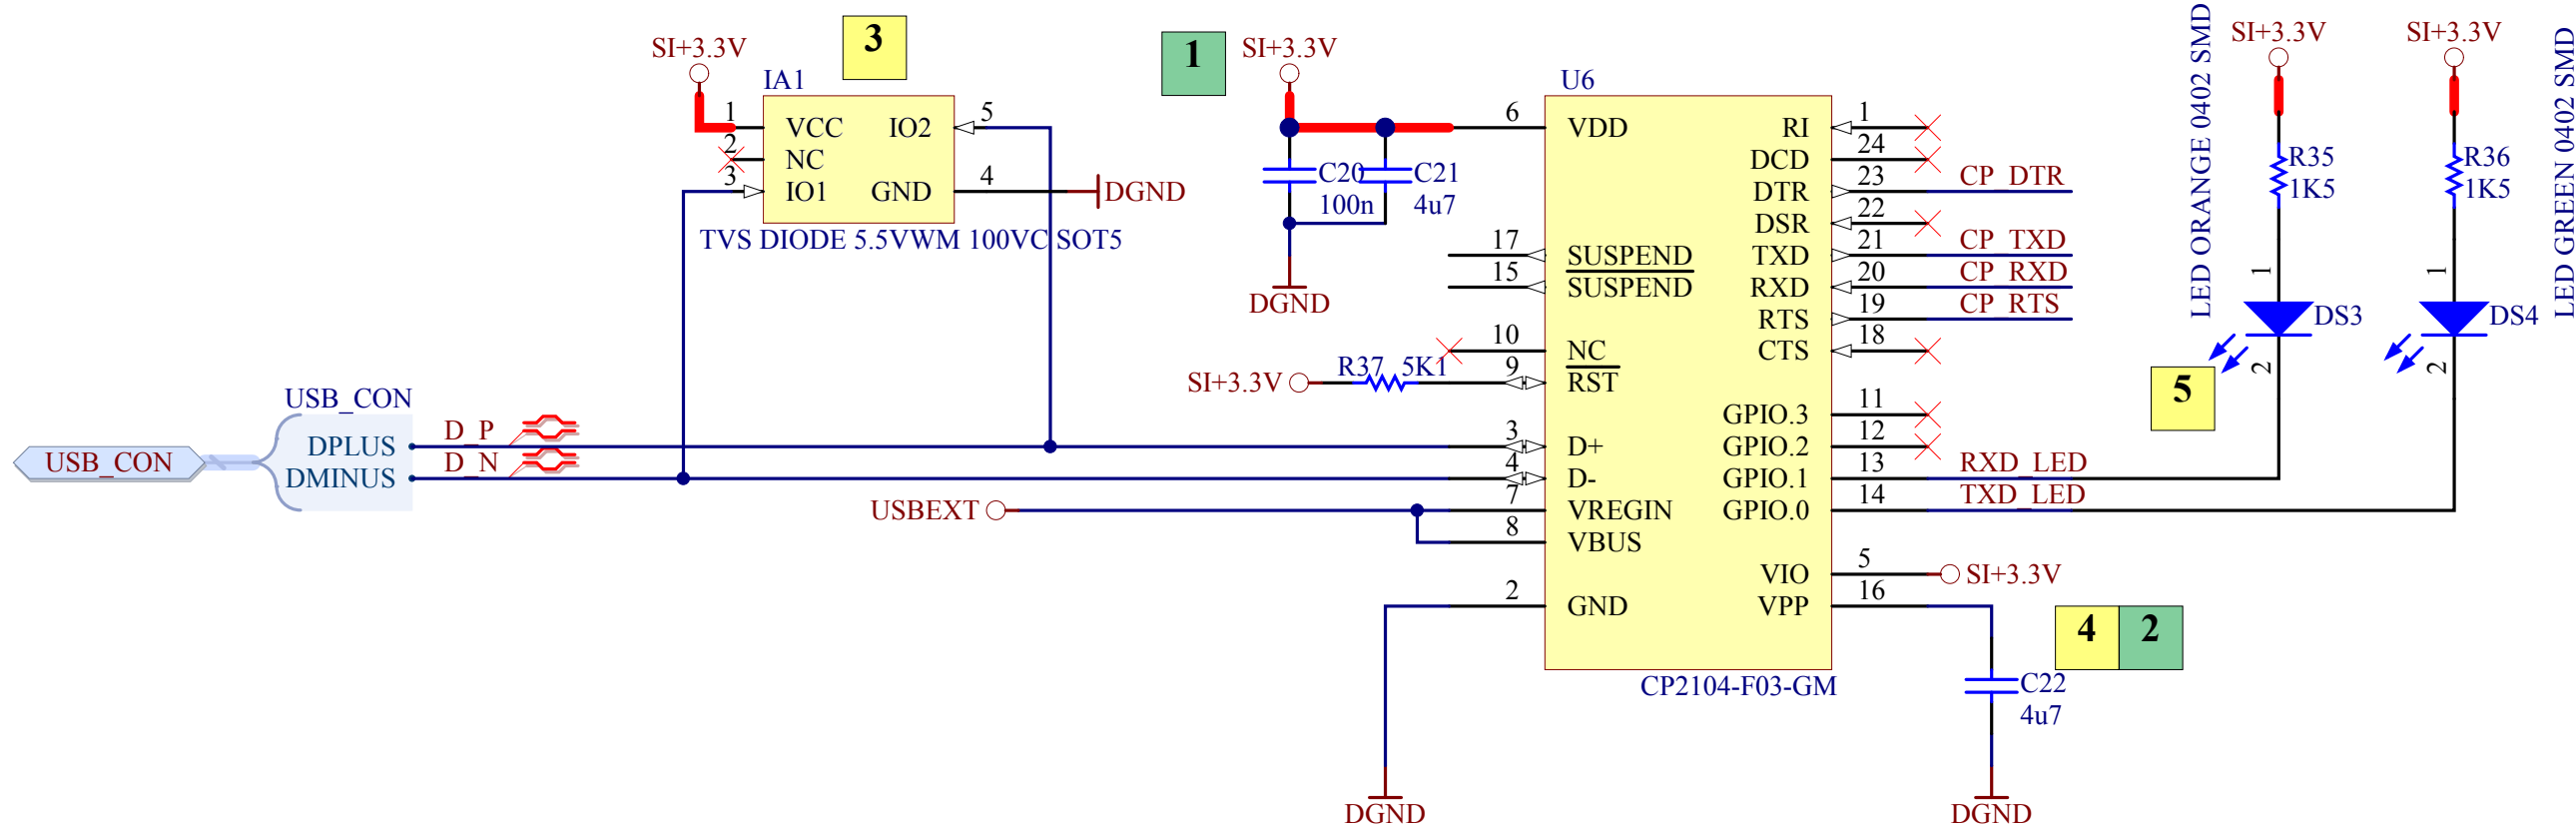 SI+3.3V
3
IA1
1
VCC
IO2
5
2
NC
3
IO1
GND
4
DGND
TVS DIODE 5.5VWM 100VC SOT5
1
SI+3.3V
C20
100n
C21
4u7
DGND
U6
6
VDD
17
SUSPEND
15
SUSPEND
10
NC
SI+3.3V
R37
5K1
9
RST
3
D+
4
D-
7
VREGIN
8
VBUS
2
GND
DGND
RI
1
DCD
24
DTR
23
CP_DTR
DSR
22
TXD
21
CP_TXD
RXD
20
CP_RXD
RTS
19
CP_RTS
CTS
18
GPIO.3
11
GPIO.2
12
GPIO.1
13
RXD_LED
GPIO.0
14
TXD_LED
VIO
5
SI+3.3V
VPP
16
CP2104-F03-GM
4
2
C22
4u7
DGND
USB_CON
USB_CON
DPLUS
DMINUS
D_P
D_N
USBEXT
LED ORANGE 0402 SMD
SI+3.3V
R35
1K5
1
DS3
2
5
SI+3.3V
R36
1K5
1
DS4
2
LED GREEN 0402 SMD